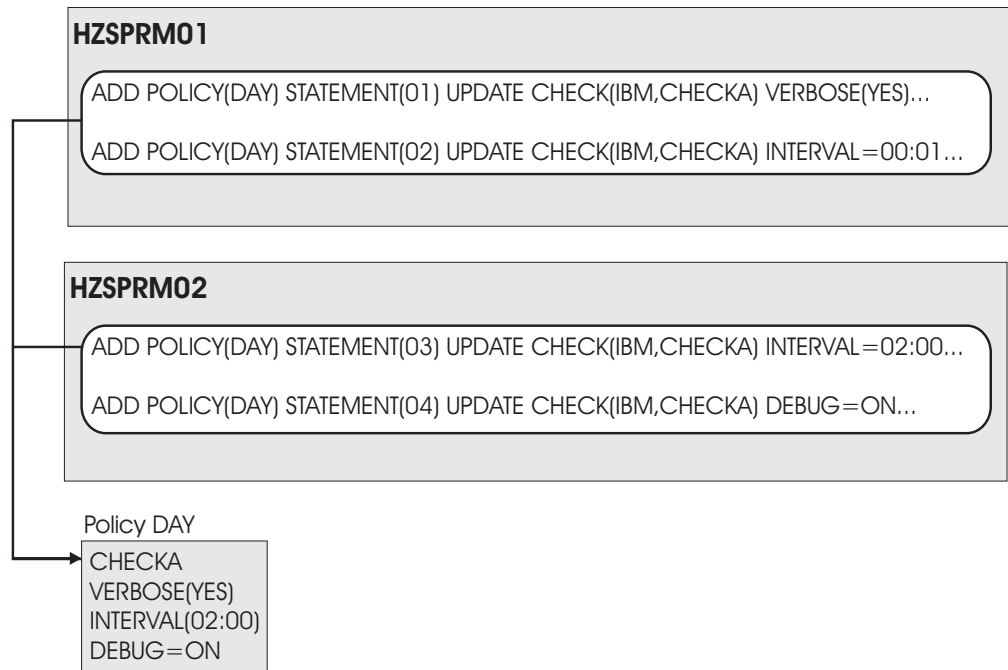 HZSPRM01
ADD POLICY(DAY) STATEMENT(01) UPDATE CHECK(IBM,CHECKA) VERBOSE(YES)...
ADD POLICY(DAY) STATEMENT(02) UPDATE CHECK(IBM,CHECKA) INTERVAL=00:01...
HZSPRM02
ADD POLICY(DAY) STATEMENT(03) UPDATE CHECK(IBM,CHECKA) INTERVAL=02:00...
ADD POLICY(DAY) STATEMENT(04) UPDATE CHECK(IBM,CHECKA) DEBUG=ON...
Policy DAY
CHECKA
VERBOSE(YES)
INTERVAL(02:00)
DEBUG=ON